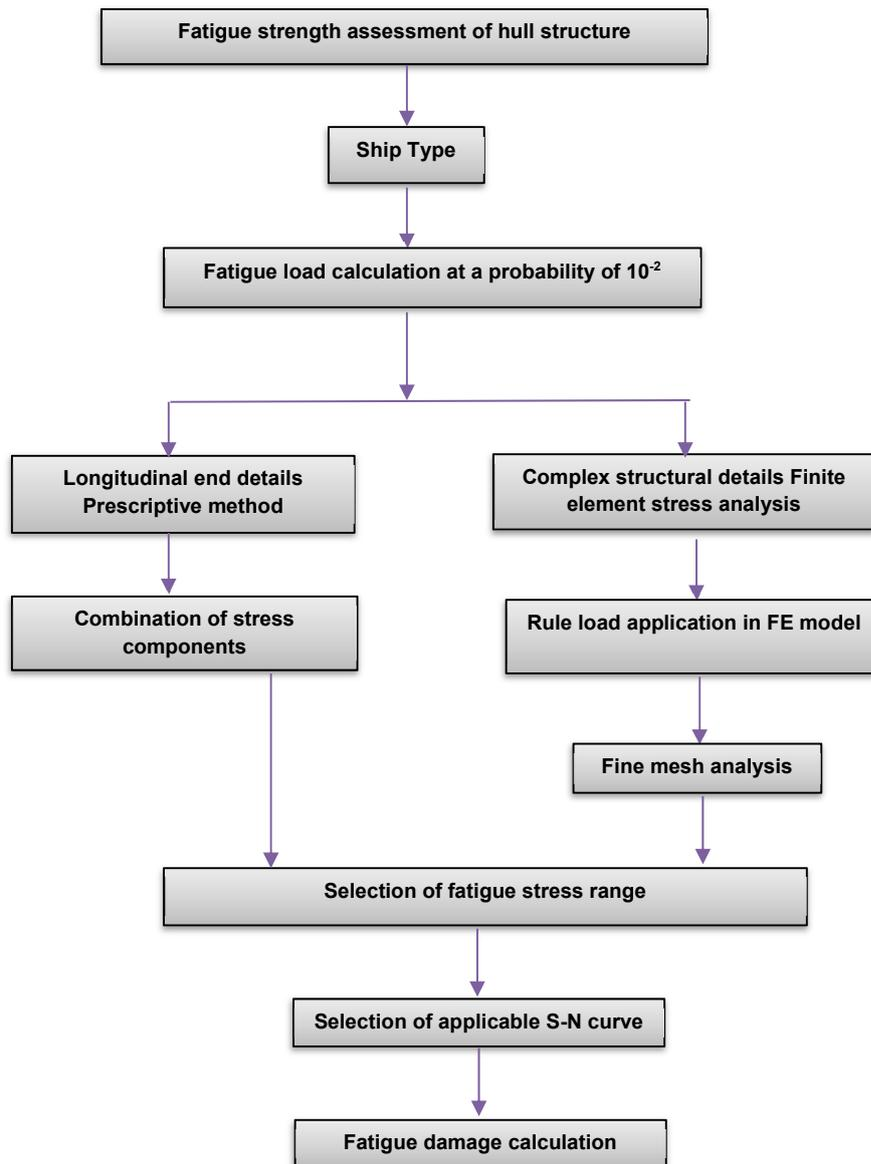 Fatigue strength assessment of hull structure
Ship Type
Fatigue load calculation at a probability of 10⁻²
Longitudinal end details
Prescriptive method
Complex structural details Finite
element stress analysis
Combination of stress
components
Rule load application in FE model
Fine mesh analysis
Selection of fatigue stress range
Selection of applicable S-N curve
Fatigue damage calculation